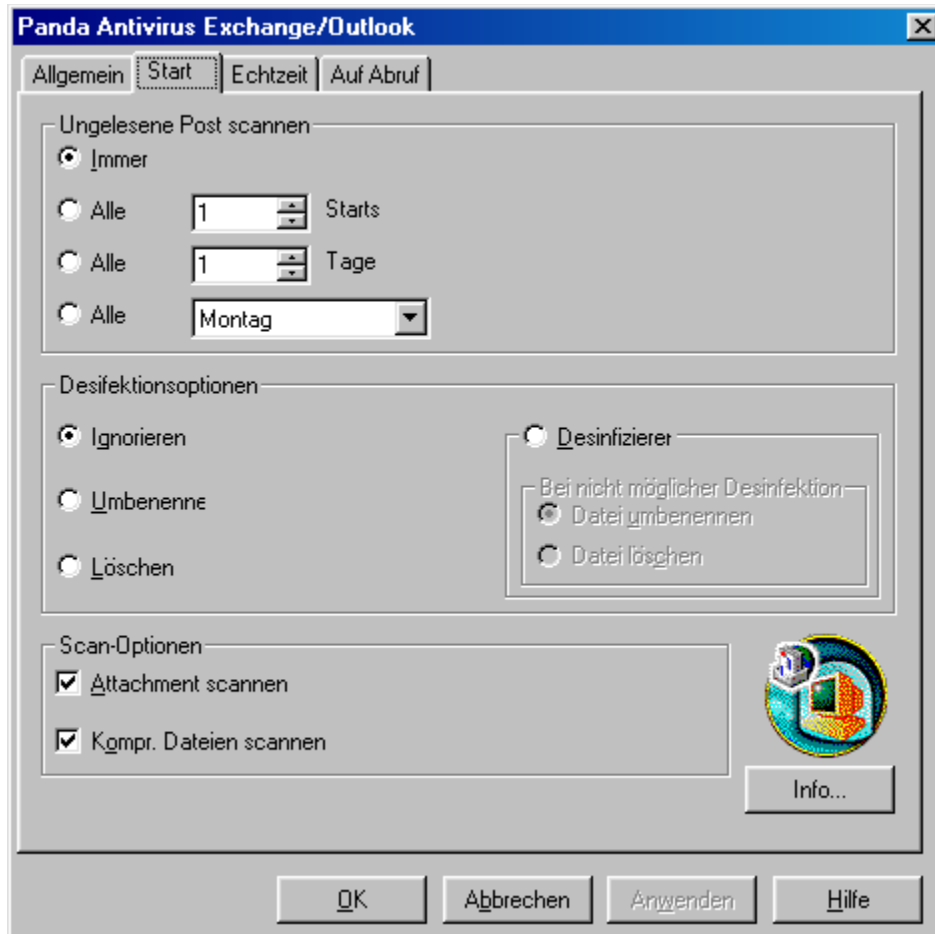 Panda Antivirus Exchange/Outlook
Allgemein Start Echtzeit Auf Abruf
Ungelesene Post scannen
Immer
Alle 1 Starts
Alle 1 Tage
Alle Montag
Desifektionsoptionen
Ignorieren
Umbenenne
Löschen
Desinfizierer
Bei nicht möglicher Desinfektion
Datei umbenennen
Datei löschen
Scan-Optionen
Attachment scannen
Kompr. Dateien scannen
Info...
OK Abbrechen Anwenden Hilfe